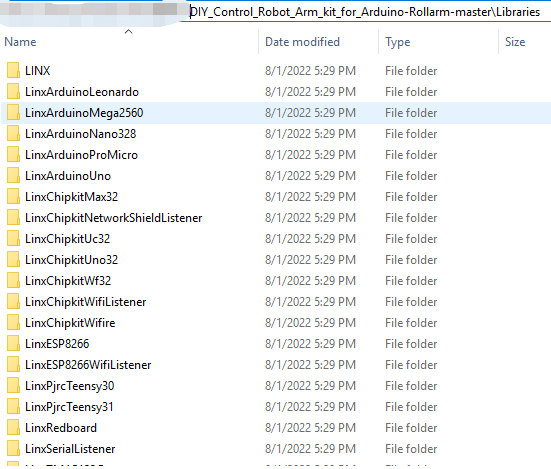 DIY_Control_Robot_Arm_kit_for_Arduino-Rollarm-master\Libraries
Name Date modified Type Size
LINX 8/1/2022 5:29 PM File folder
LinxArduinoLeonardo 8/1/2022 5:29 PM File folder
LinxArduinoMega2560 8/1/2022 5:29 PM File folder
LinxArduinoNano328 8/1/2022 5:29 PM File folder
LinxArduinoProMicro 8/1/2022 5:29 PM File folder
LinxArduinoUno 8/1/2022 5:29 PM File folder
LinxChipkitMax32 8/1/2022 5:29 PM File folder
LinxChipkitNetworkShieldListener 8/1/2022 5:29 PM File folder
LinxChipkitUc32 8/1/2022 5:29 PM File folder
LinxChipkitUno32 8/1/2022 5:29 PM File folder
LinxChipkitWf32 8/1/2022 5:29 PM File folder
LinxChipkitWifiListener 8/1/2022 5:29 PM File folder
LinxChipkitWifire 8/1/2022 5:29 PM File folder
LinxESP8266 8/1/2022 5:29 PM File folder
LinxESP8266WifiListener 8/1/2022 5:29 PM File folder
LinxPjrcTeensy30 8/1/2022 5:29 PM File folder
LinxPjrcTeensy31 8/1/2022 5:29 PM File folder
LinxRedboard 8/1/2022 5:29 PM File folder
LinxSerialListener 8/1/2022 5:29 PM File folder